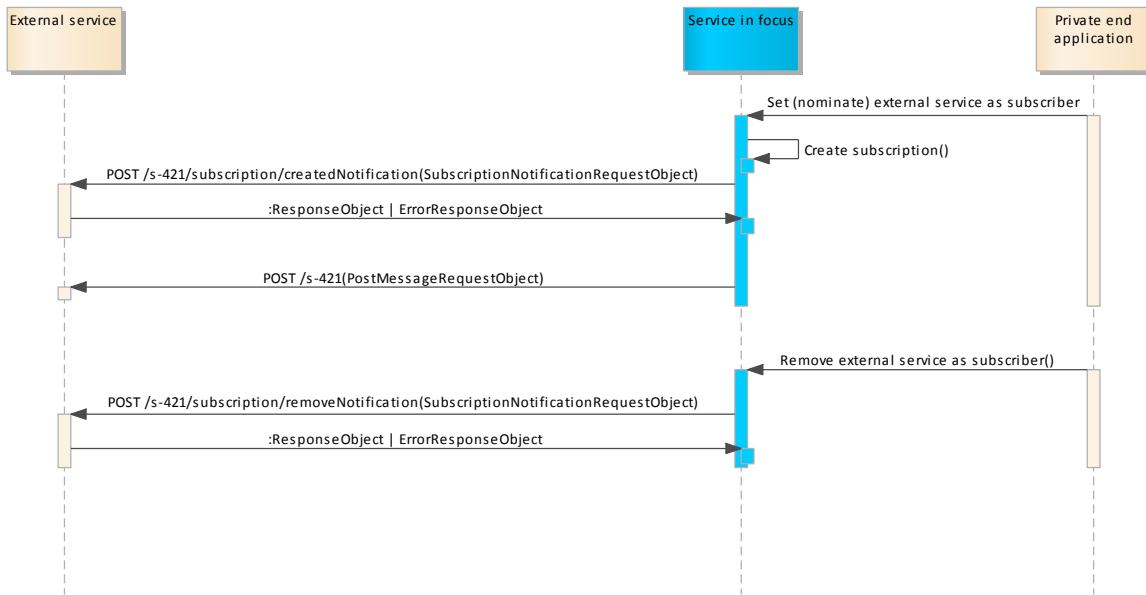 External service
Service in focus
Private end
application
Set (nominate) external service as subscriber
Create subscription()
POST /s-421/subscription/createdNotification(SubscriptionNotificationRequestObject)
:ResponseObject | ErrorResponseObject
POST /s-421(PostMessageRequestObject)
Remove external service as subscriber()
POST /s-421/subscription/removeNotification(SubscriptionNotificationRequestObject)
:ResponseObject | ErrorResponseObject